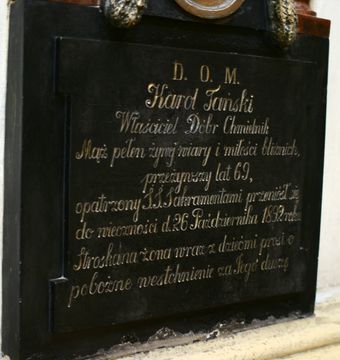 D. O. M.
Karol Tański
Właściciel Dóbr Chmielnik
Mąż pełen żywej wiary i miłości bliźnich,
przeżywszy lat 69,
opatrzony Ś.Ś. Sakramentami przeniósł się
do wieczności d. 26 Października 1852 roku
Stroskana żona wraz z dziećmi prosi o
pobożne westchnienie za Jego duszę